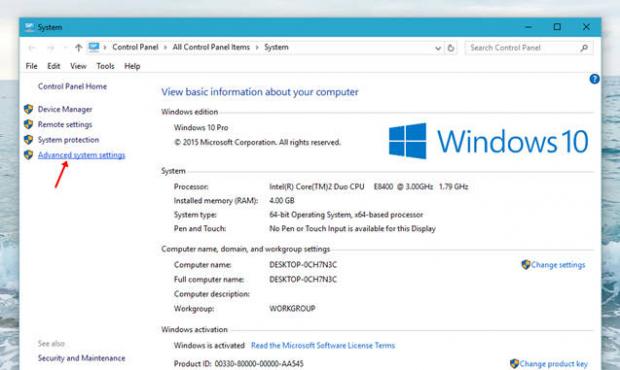 System
Control Panel > All Control Panel Items > System
Search Control Panel
File Edit View Tools Help
Control Panel Home
Device Manager
Remote settings
System protection
Advanced system settings
See also
Security and Maintenance
?
View basic information about your computer
Windows edition
Windows 10 Pro
© 2015 Microsoft Corporation. All rights reserved.
Windows 10
System
Processor: Intel(R) Core(TM)2 Duo CPU E8400 @ 3.00GHz 1.79 GHz
Installed memory (RAM): 4.00 GB
System type: 64-bit Operating System, x64-based processor
Pen and Touch: No Pen or Touch Input is available for this Display
Computer name, domain, and workgroup settings
Computer name: DESKTOP-0CH7N3C
Change settings
Full computer name: DESKTOP-0CH7N3C
Computer description:
Workgroup: WORKGROUP
Windows activation
Windows is activated Read the Microsoft Software License Terms
Product ID: 00330-80000-00000-AA545
Change product key